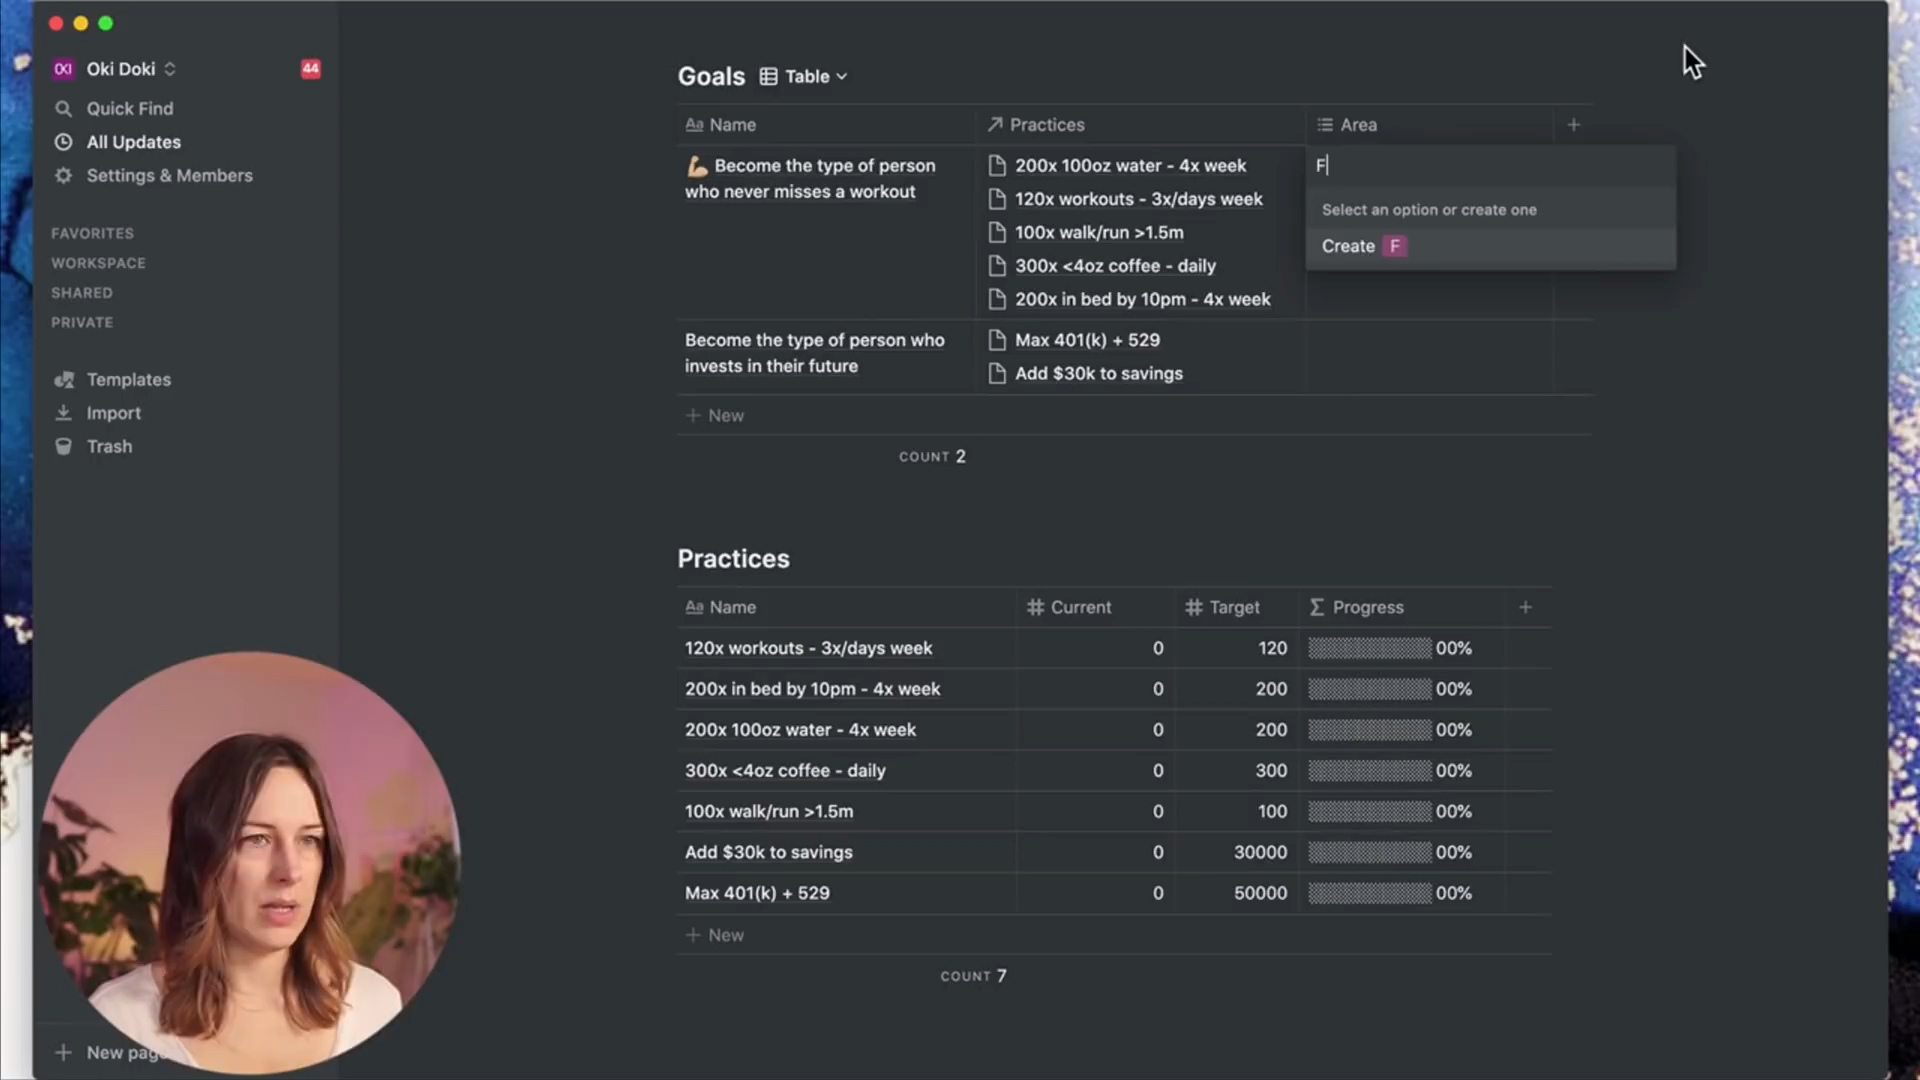 OKI Oki Doki 44
Quick Find
All Updates
Settings & Members
FAVORITES
WORKSPACE
SHARED
PRIVATE
Templates
Import
Trash
New page
Goals Table
Aa Name Practices Area +
Become the type of person
who never misses a workout
200x 100oz water - 4x week
120x workouts - 3x/days week
100x walk/run >1.5m
300x <4oz coffee - daily
200x in bed by 10pm - 4x week
F
Select an option or create one
Create F
Become the type of person who
invests in their future
Max 401(k) + 529
Add $30k to savings
+ New
COUNT 2
Practices
Aa Name # Current # Target Σ Progress +
120x workouts - 3x/days week 0 120 00%
200x in bed by 10pm - 4x week 0 200 00%
200x 100oz water - 4x week 0 200 00%
300x <4oz coffee - daily 0 300 00%
100x walk/run >1.5m 0 100 00%
Add $30k to savings 0 30000 00%
Max 401(k) + 529 0 50000 00%
+ New
COUNT 7